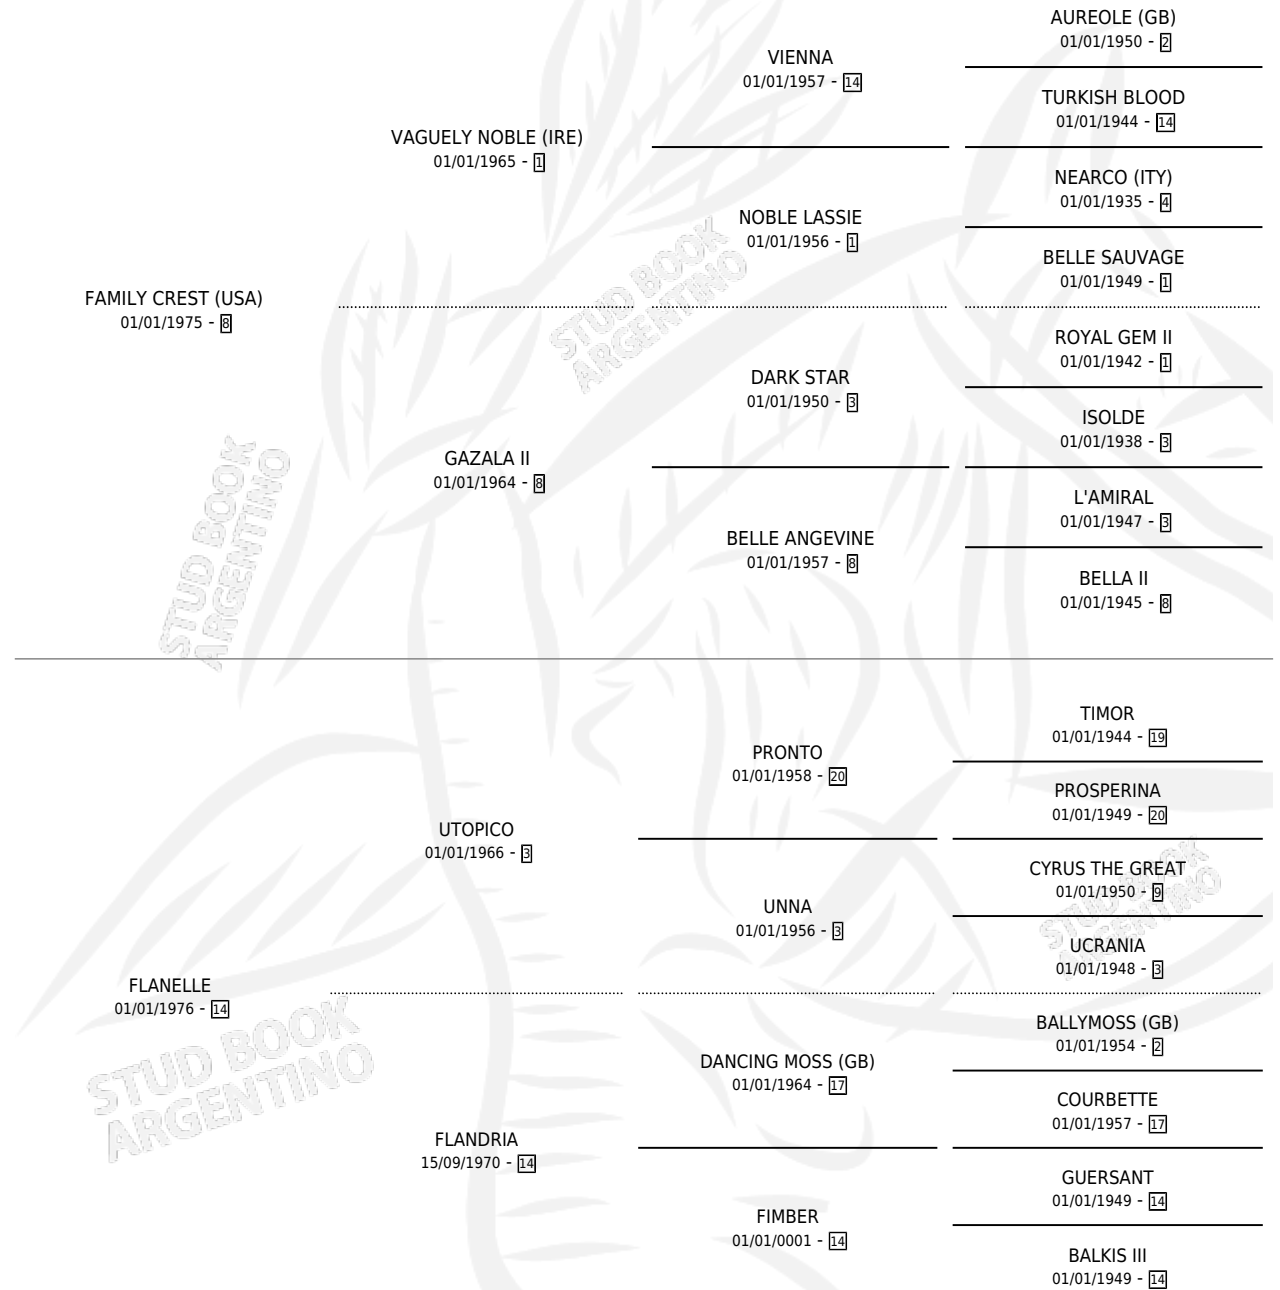 AUREOLE (GB)
01/01/1950 - 2
VIENNA
01/01/1957 - 14
TURKISH BLOOD
01/01/1944 - 14
VAGUELY NOBLE (IRE)
01/01/1965 - 1
NEARCO (ITY)
01/01/1935 - 4
NOBLE LASSIE
01/01/1956 - 1
BELLE SAUVAGE
01/01/1949 - 1
FAMILY CREST (USA)
01/01/1975 - 8
STUD BOOK
ARGENTINO
ROYAL GEM II
01/01/1942 - 1
DARK STAR
01/01/1950 - 3
ISOLDE
01/01/1938 - 3
GAZALA II
01/01/1964 - 8
L'AMIRAL
01/01/1947 - 3
BELLE ANGEVINE
01/01/1957 - 8
BELLA II
01/01/1945 - 8
STUD BOOK
ARGENTINO
TIMOR
01/01/1944 - 19
PRONTO
01/01/1958 - 20
PROSPERINA
01/01/1949 - 20
UTOPICO
01/01/1966 - 3
CYRUS THE GREAT
01/01/1950 - 9
UNNA
01/01/1956 - 3
STUD BOOK
ARGENTINO
UCRANIA
01/01/1948 - 3
FLANELLE
01/01/1976 - 14
STUD BOOK
ARGENTINO
BALLYMOSS (GB)
01/01/1954 - 2
DANCING MOSS (GB)
01/01/1964 - 17
COURBETTE
01/01/1957 - 17
FLANDRIA
15/09/1970 - 14
GUERSANT
01/01/1949 - 14
FIMBER
01/01/0001 - 14
BALKIS III
01/01/1949 - 14